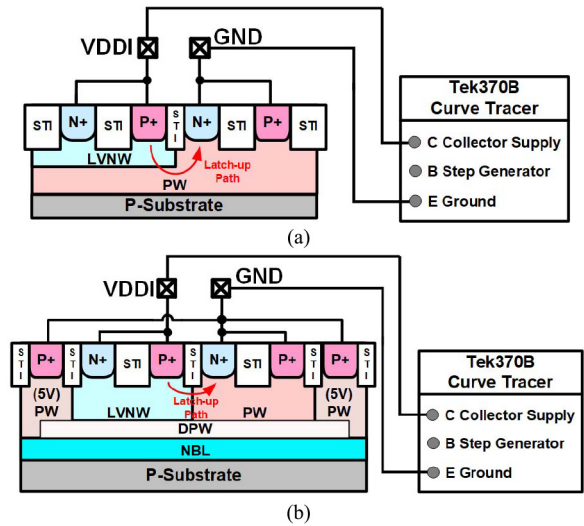 VDDI GND
Tek370B
Curve Tracer
C Collector Supply
B Step Generator
E Ground
STI N+ STI P+ STI N+ STI P+ STI
LVNW
Latch-up
Path
PW
P-Substrate
(a)
VDDI GND
Tek370B
Curve Tracer
C Collector Supply
B Step Generator
E Ground
STI P+ STI N+ STI P+ STI N+ STI P+ STI P+ STI
(5V) (5V)
PW LVNW PW PW
Latch-up
Path
DPW
NBL
P-Substrate
(b)